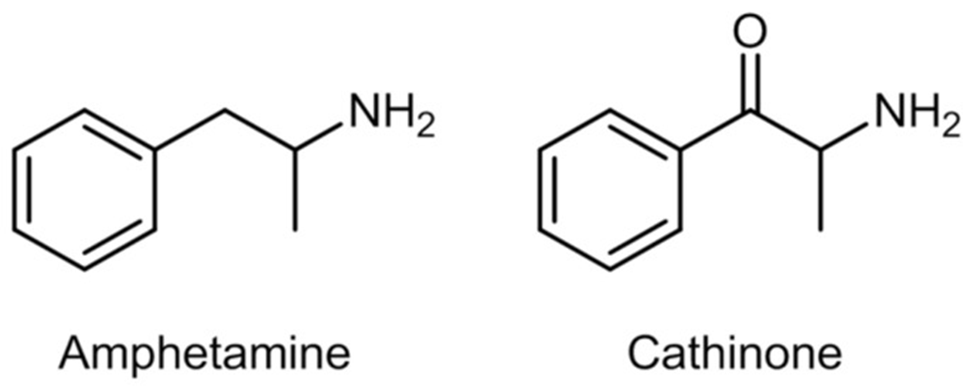 O
NH₂
NH₂
Amphetamine
Cathinone